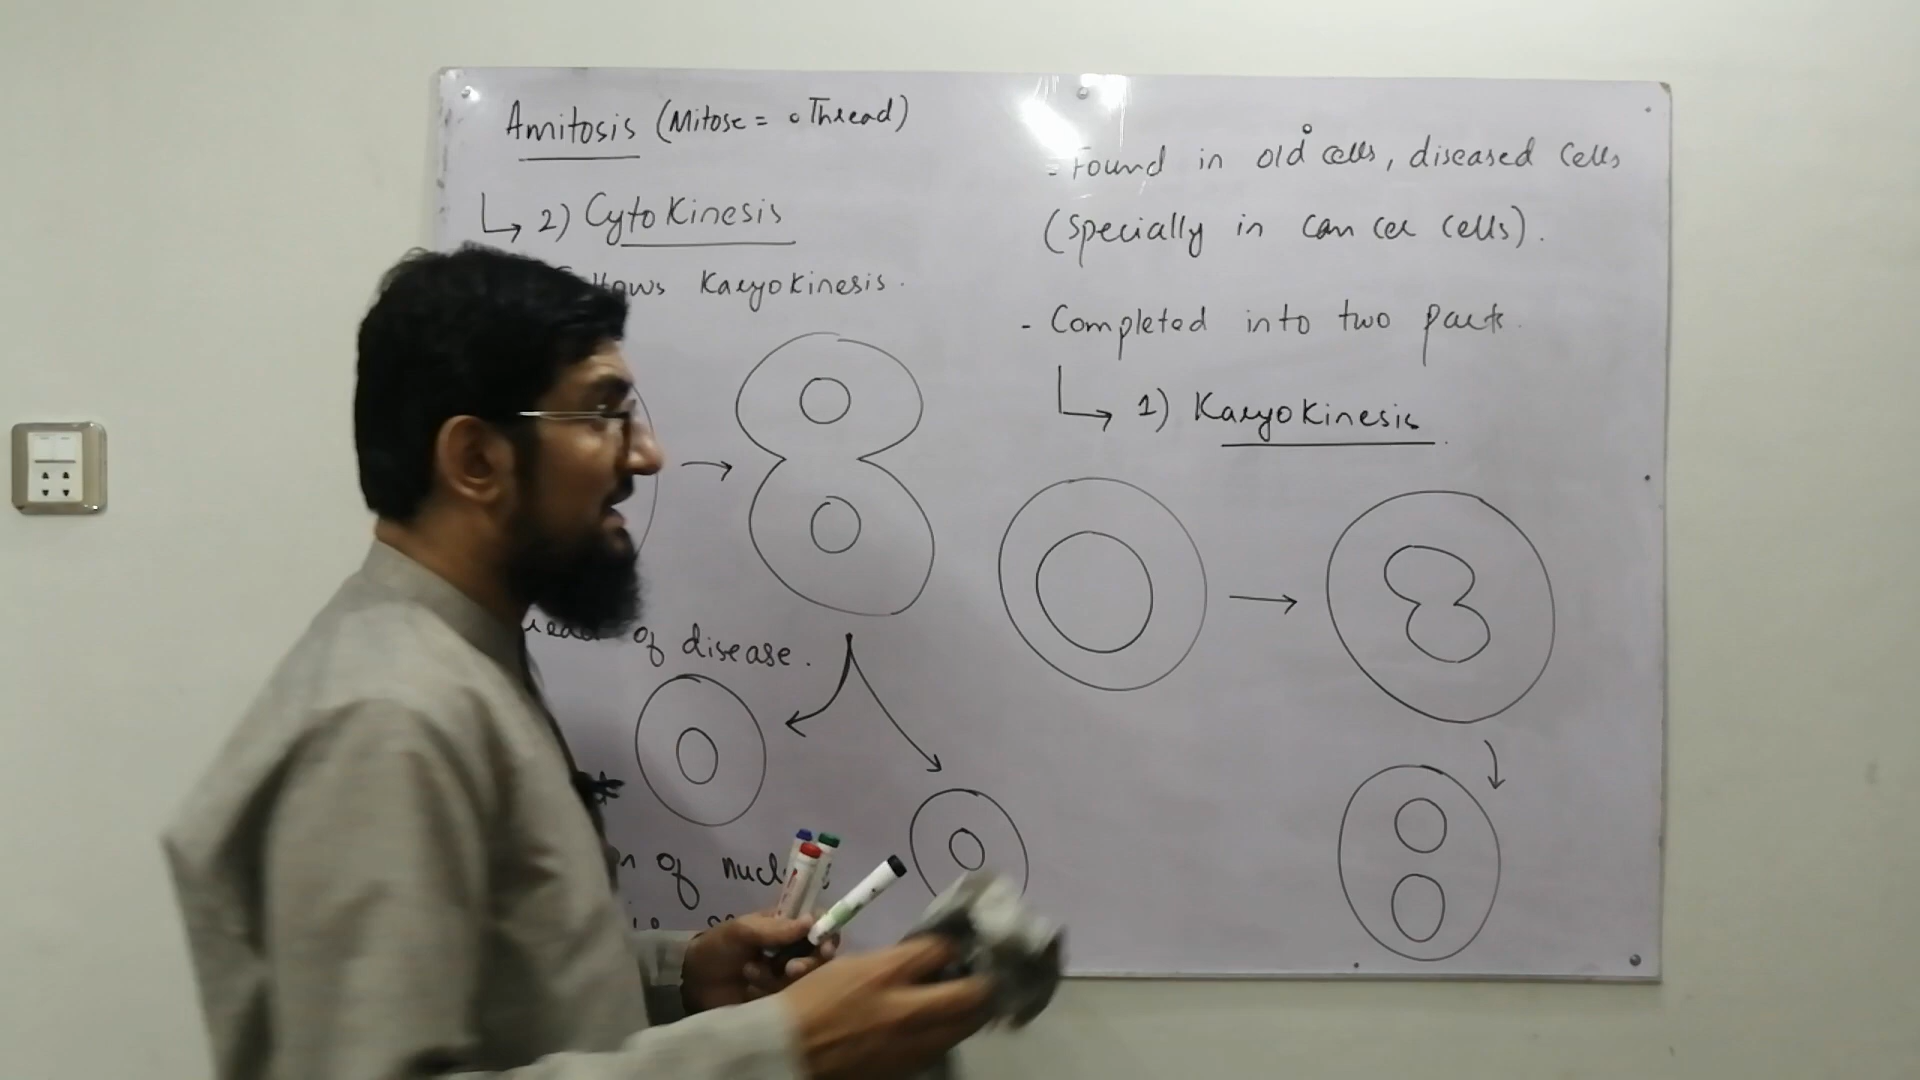 Amitosis (Mitose = Thread)
2) Cytokinesis
Karyokinesis.
of disease.
of
- Found in old cells, diseased cells
(specially in cancer cells).
- Completed into two parts.
1) Karyokinesis